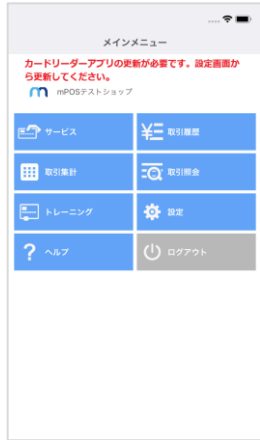 メインメニュー
カードリーダーアプリの更新が必要です。設定画面か
ら更新してください。
mPOSテストショップ
サービス
取引履歴
取引集計
取引照会
トレーニング
設定
ヘルプ
ログアウト